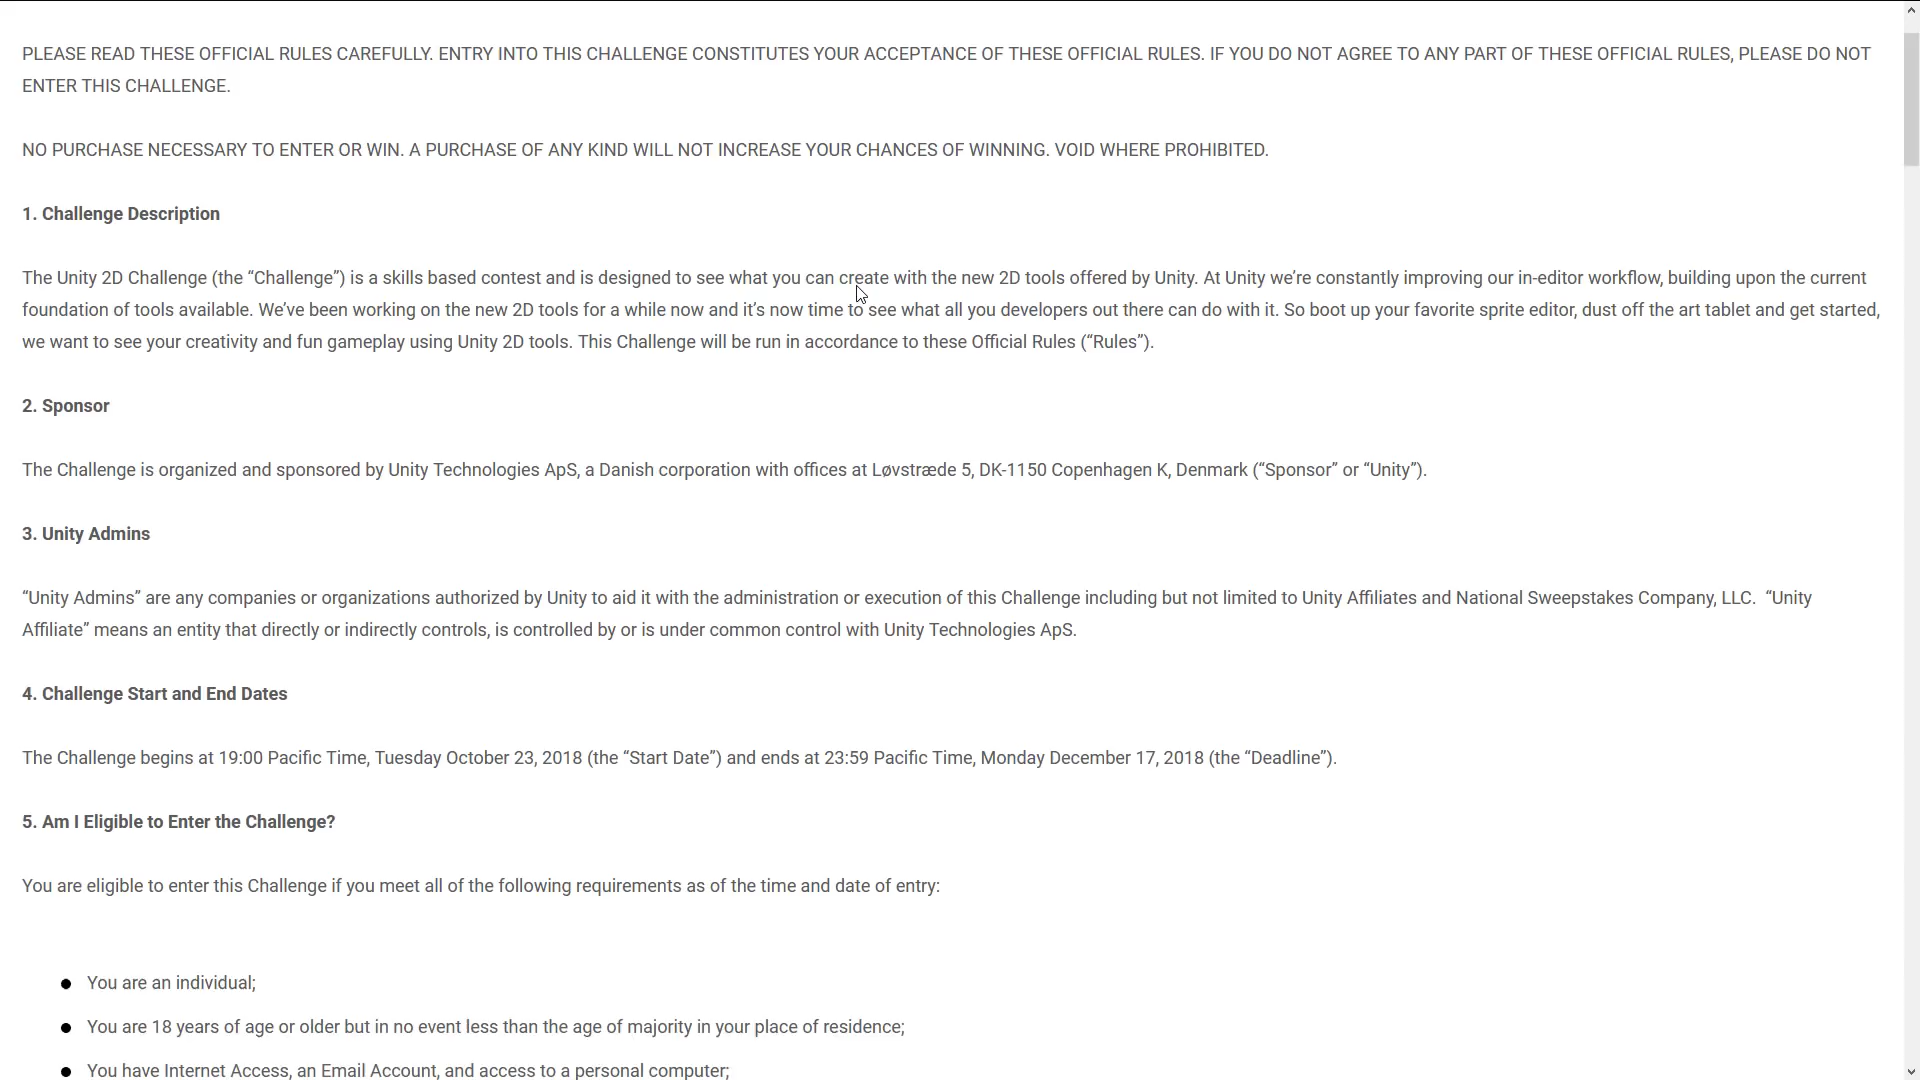 PLEASE READ THESE OFFICIAL RULES CAREFULLY. ENTRY INTO THIS CHALLENGE CONSTITUTES YOUR ACCEPTANCE OF THESE OFFICIAL RULES. IF YOU DO NOT AGREE TO ANY PART OF THESE OFFICIAL RULES, PLEASE DO NOT
ENTER THIS CHALLENGE.
NO PURCHASE NECESSARY TO ENTER OR WIN. A PURCHASE OF ANY KIND WILL NOT INCREASE YOUR CHANCES OF WINNING. VOID WHERE PROHIBITED.
1. Challenge Description
The Unity 2D Challenge (the “Challenge”) is a skills based contest and is designed to see what you can create with the new 2D tools offered by Unity. At Unity we’re constantly improving our in-editor workflow, building upon the current
foundation of tools available. We’ve been working on the new 2D tools for a while now and it’s now time to see what all you developers out there can do with it. So boot up your favorite sprite editor, dust off the art tablet and get started,
we want to see your creativity and fun gameplay using Unity 2D tools. This Challenge will be run in accordance to these Official Rules (“Rules”).
2. Sponsor
The Challenge is organized and sponsored by Unity Technologies ApS, a Danish corporation with offices at Løvstræde 5, DK-1150 Copenhagen K, Denmark (“Sponsor” or “Unity”).
3. Unity Admins
“Unity Admins” are any companies or organizations authorized by Unity to aid it with the administration or execution of this Challenge including but not limited to Unity Affiliates and National Sweepstakes Company, LLC.  “Unity
Affiliate” means an entity that directly or indirectly controls, is controlled by or is under common control with Unity Technologies ApS.
4. Challenge Start and End Dates
The Challenge begins at 19:00 Pacific Time, Tuesday October 23, 2018 (the “Start Date”) and ends at 23:59 Pacific Time, Monday December 17, 2018 (the “Deadline”).
5. Am I Eligible to Enter the Challenge?
You are eligible to enter this Challenge if you meet all of the following requirements as of the time and date of entry:
● You are an individual;
● You are 18 years of age or older but in no event less than the age of majority in your place of residence;
● You have Internet Access, an Email Account, and access to a personal computer;